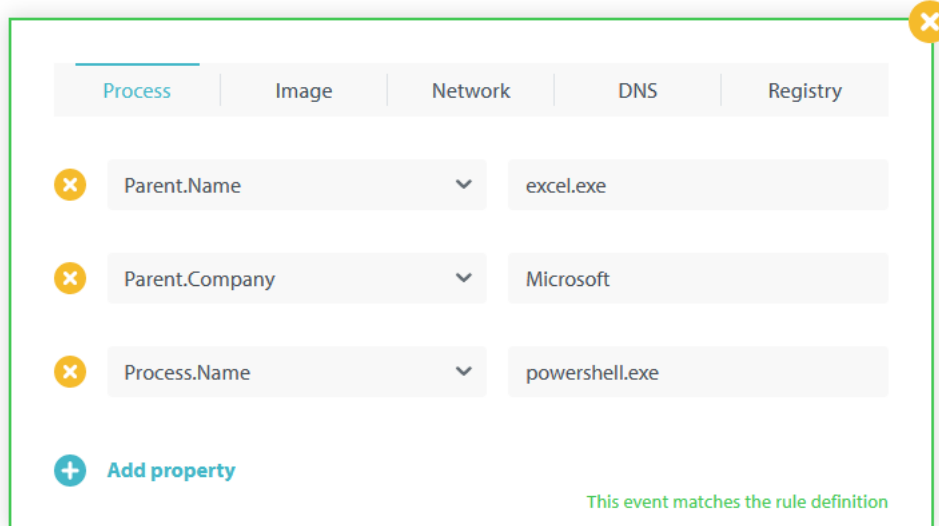 Process Image Network DNS Registry
Parent.Name excel.exe
Parent.Company Microsoft
Process.Name powershell.exe
Add property
This event matches the rule definition